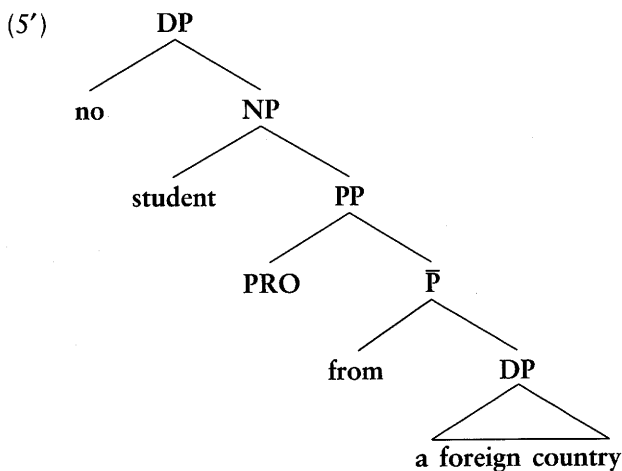 (5′) DP
no NP
student PP
PRO P̄
from DP
a foreign country